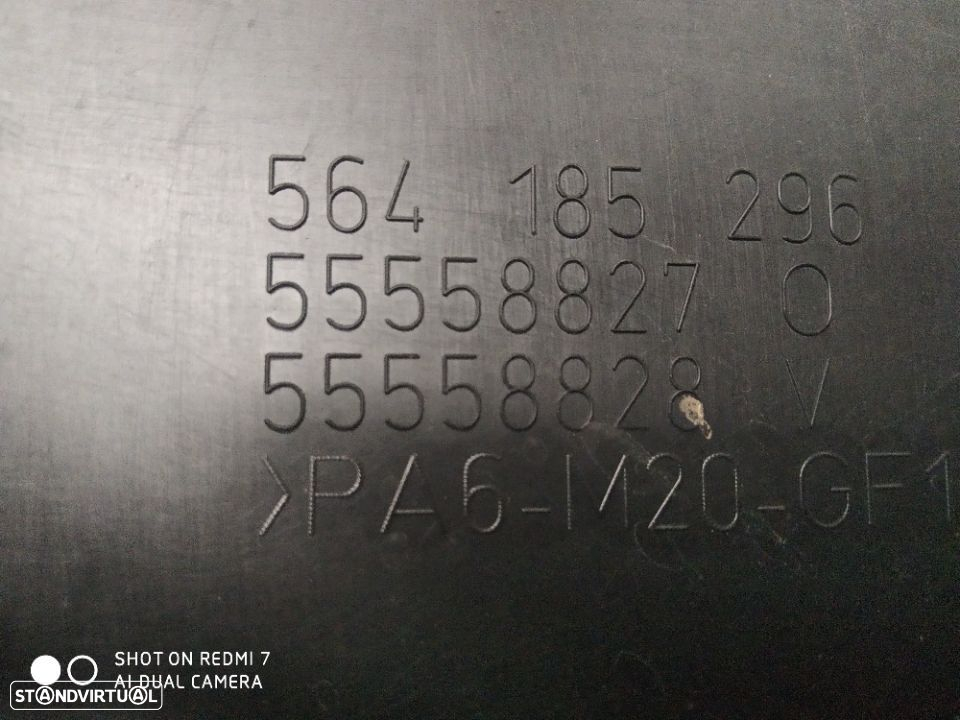 564 185 296
55558827 O
55558828 V
>PA6-M20-GF1
SHOT ON REDMI 7
AI DUAL CAMERA
STANDVIRTUAL